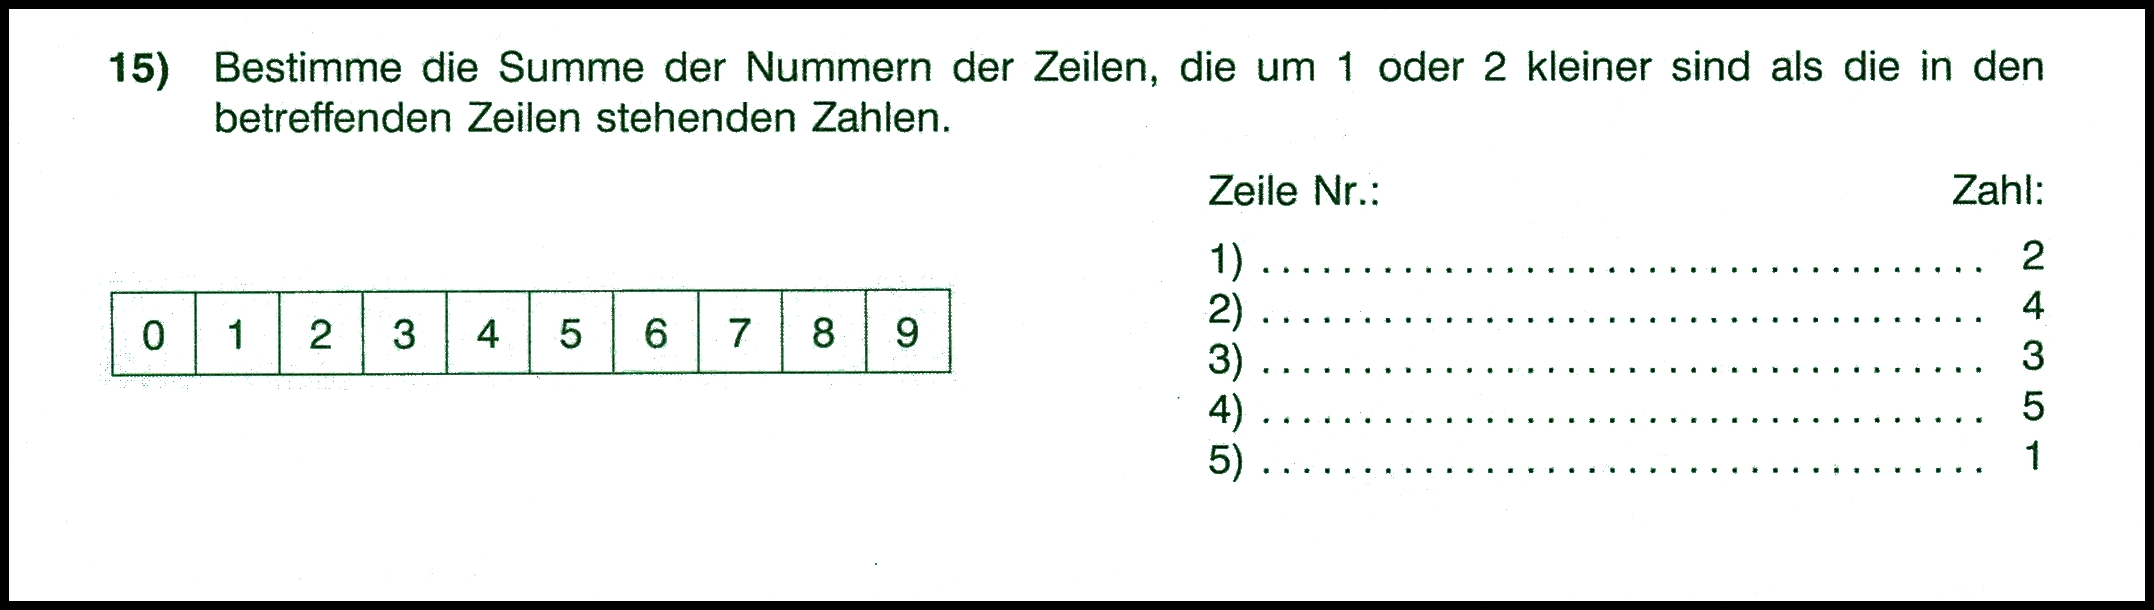 15) Bestimme die Summe der Nummern der Zeilen, die um 1 oder 2 kleiner sind als die in den
betreffenden Zeilen stehenden Zahlen.
Zeile Nr.: Zahl:
1) .................................... 2
2) .................................... 4
3) .................................... 3
4) .................................... 5
5) .................................... 1
0 1 2 3 4 5 6 7 8 9